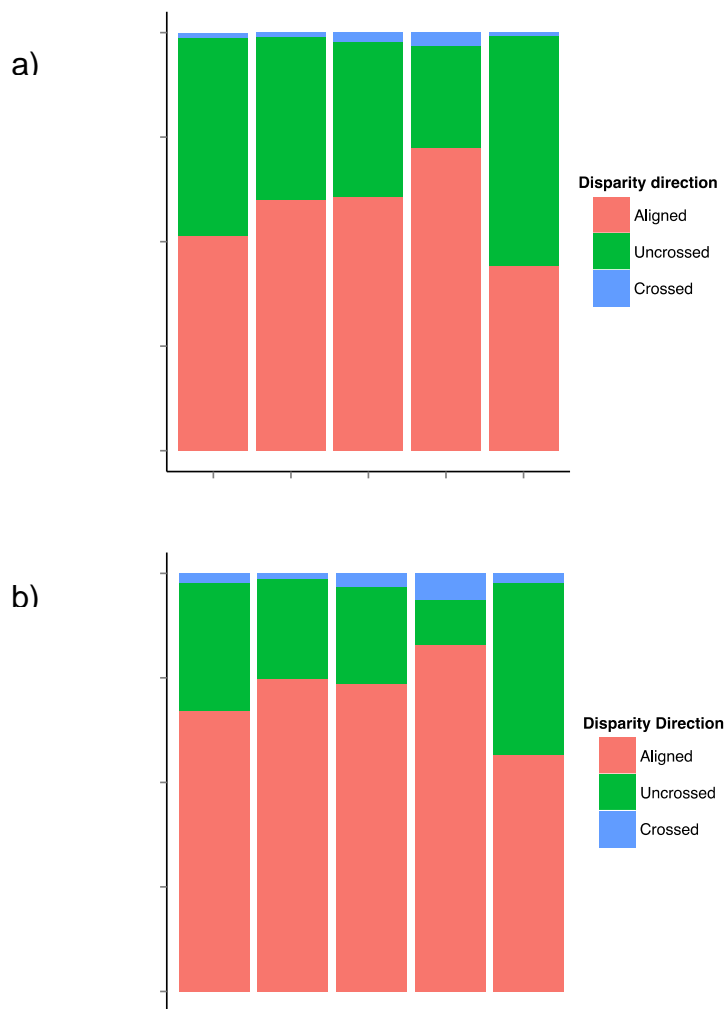 a)
Disparity direction
Aligned
Uncrossed
Crossed
b)
Disparity Direction
Aligned
Uncrossed
Crossed